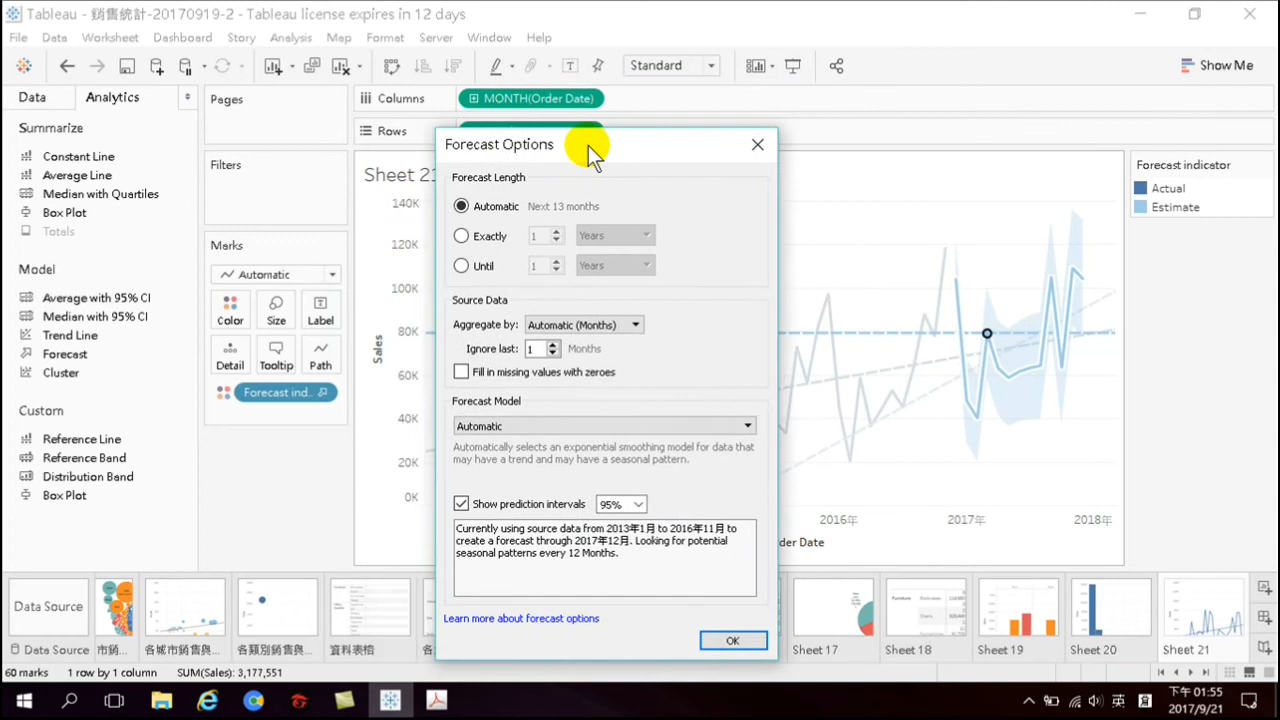 Tableau - 銷售統計-20170919-2 - Tableau license expires in 12 days
File Data Worksheet Dashboard Story Analysis Map Format Server Window Help
Standard
Show Me
Data Analytics
Summarize
Constant Line
Average Line
Median with Quartiles
Box Plot
Totals
Model
Average with 95% CI
Median with 95% CI
Trend Line
Forecast
Cluster
Custom
Reference Line
Reference Band
Distribution Band
Box Plot
Pages
Filters
Marks
Automatic
Color Size Label
Detail Tooltip Path
Forecast ind..
Columns MONTH(Order Date)
Rows
Sheet 21
140K
120K
100K
80K
60K
40K
20K
0K
Sales
2016年 2017年 2018年
der Date
Forecast Options
Forecast Length
Automatic Next 13 months
Exactly 1 Years
Until 1 Years
Source Data
Aggregate by: Automatic (Months)
Ignore last: 1 Months
Fill in missing values with zeroes
Forecast Model
Automatic
Automatically selects an exponential smoothing model for data that
may have a trend and may have a seasonal pattern.
Show prediction intervals 95%
Currently using source data from 2013年1月 to 2016年11月 to
create a forecast through 2017年12月. Looking for potential
seasonal patterns every 12 Months.
Learn more about forecast options
OK
Forecast indicator
Actual
Estimate
Data Source
Data Source 市銷... 各城市銷售與... 各類別銷售與... 資料表檔 Sheet 17 Sheet 18 Sheet 19 Sheet 20 Sheet 21
60 marks 1 row by 1 column SUM(Sales): 3,177,551
英
下午 01:55
2017/9/21